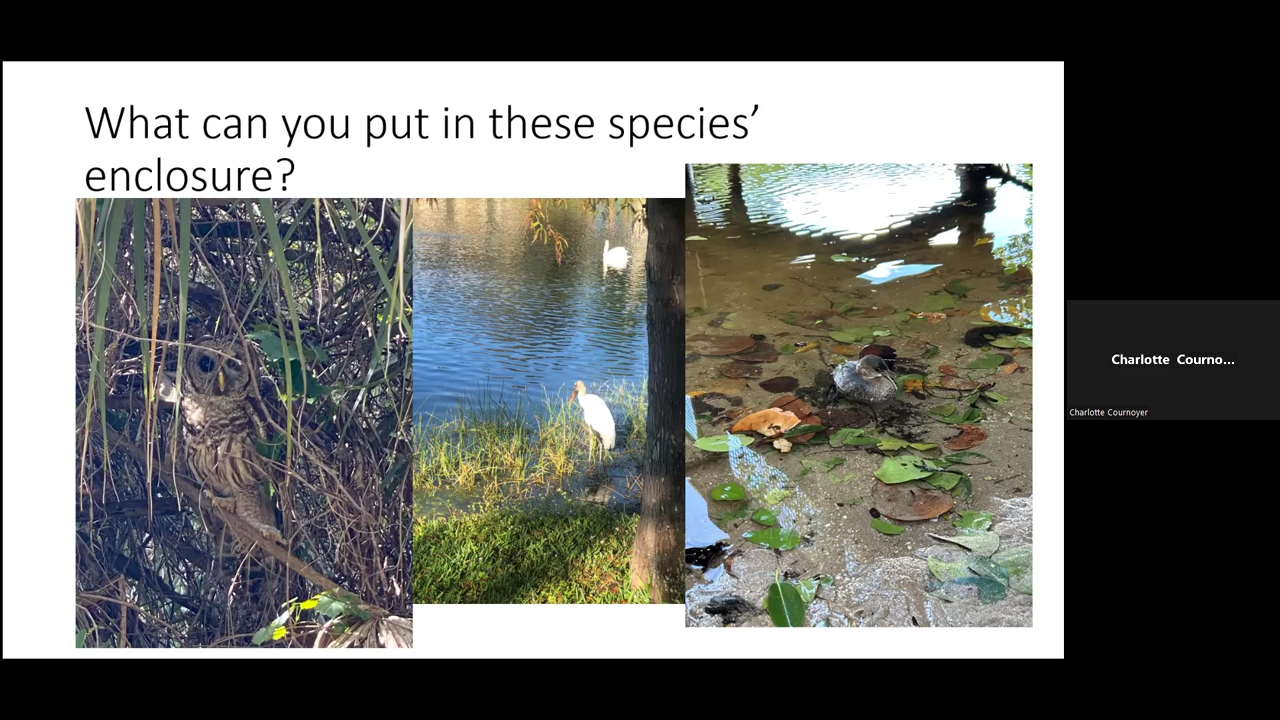 What can you put in these species’
enclosure?
Charlotte Courno...
Charlotte Cournoyer